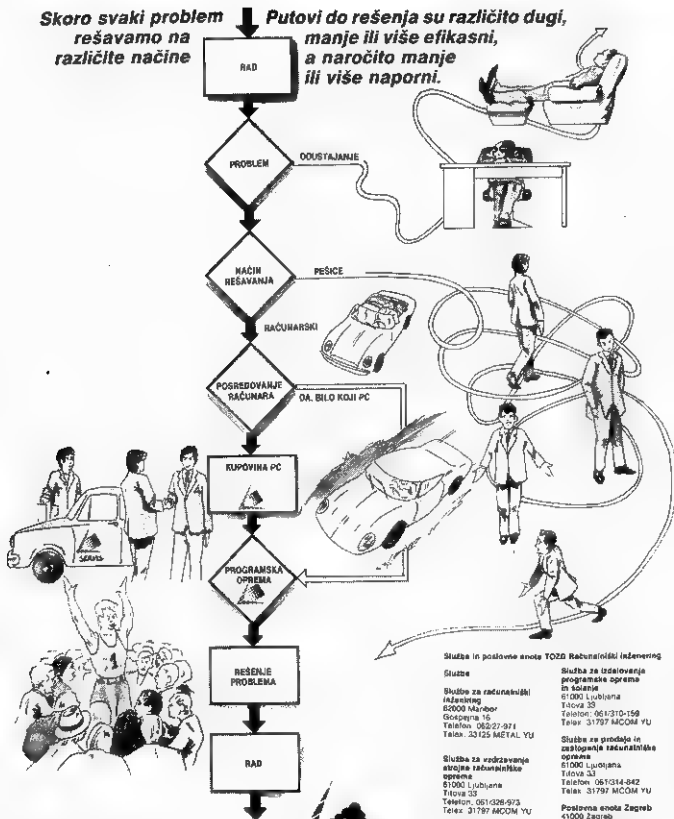 Skoro svaki problem
rešavamo na
različite načine
Putovi do rešenja su različito dugi,
manje ili više efikasni,
a naročito manje
ili više naporni.
RAD
PROBLEM
ODUSTAJANJE
NAČIN
REŠAVANJA
PEŠICE
RAČUNARSKI
POSREDOVANJE
RAČUNARA
DA, BILO KOJI PC
KUPOVINA PC
SERVIS
PROGRAMSKA
OPREMA
1
REŠENJE
PROBLEMA
RAD
Služba in poslovne enote TOZD Računalniški inženering
Službe
Služba za računalniški
inženiring
62000 Maribor
Gospejna 16
Telefon: 062/27-971
Telex: 33125 METAL YU
Služba za vzdrževanje
strojne računalniške
opreme
61000 Ljubljana
Titova 33
Telefon: 061/326-973
Telex: 31797 MCOM YU
Služba za izdelovanje
programske opreme
in šolanje
61000 Ljubljana
Titova 33
Telefon: 061/310-159
Telex: 31797 MCOM YU
Služba za prodajo in
zastopanje računalniške
opreme
61000 Ljubljana
Titova 33
Telefon: 061/314-842
Telex: 31797 MCOM YU
Poslovna enota Zagreb
41000 Zagreb